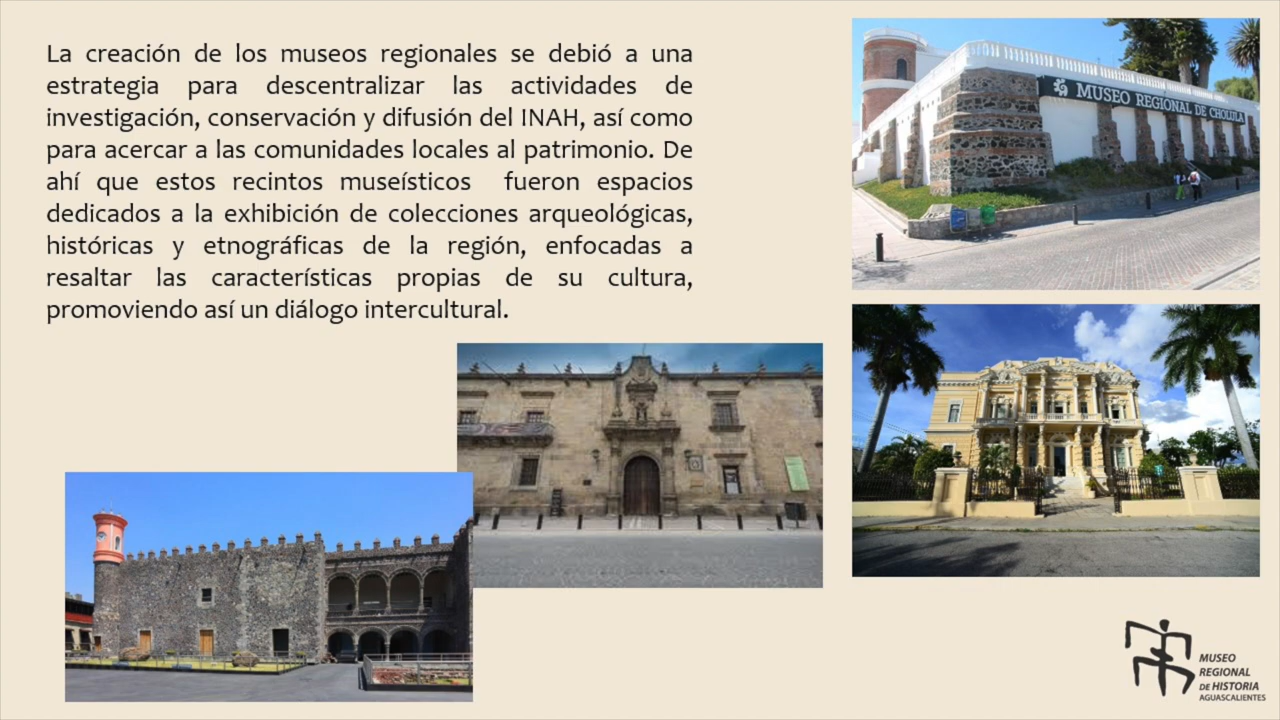 La creación de los museos regionales se debió a una
estrategia para descentralizar las actividades de
investigación, conservación y difusión del INAH, así como
para acercar a las comunidades locales al patrimonio. De
ahí que estos recintos museísticos fueron espacios
dedicados a la exhibición de colecciones arqueológicas,
históricas y etnográficas de la región, enfocadas a
resaltar las características propias de su cultura,
promoviendo así un diálogo intercultural.
MUSEO REGIONAL DE CHOLULA
MUSEO
REGIONAL
DE HISTORIA
AGUASCALIENTES